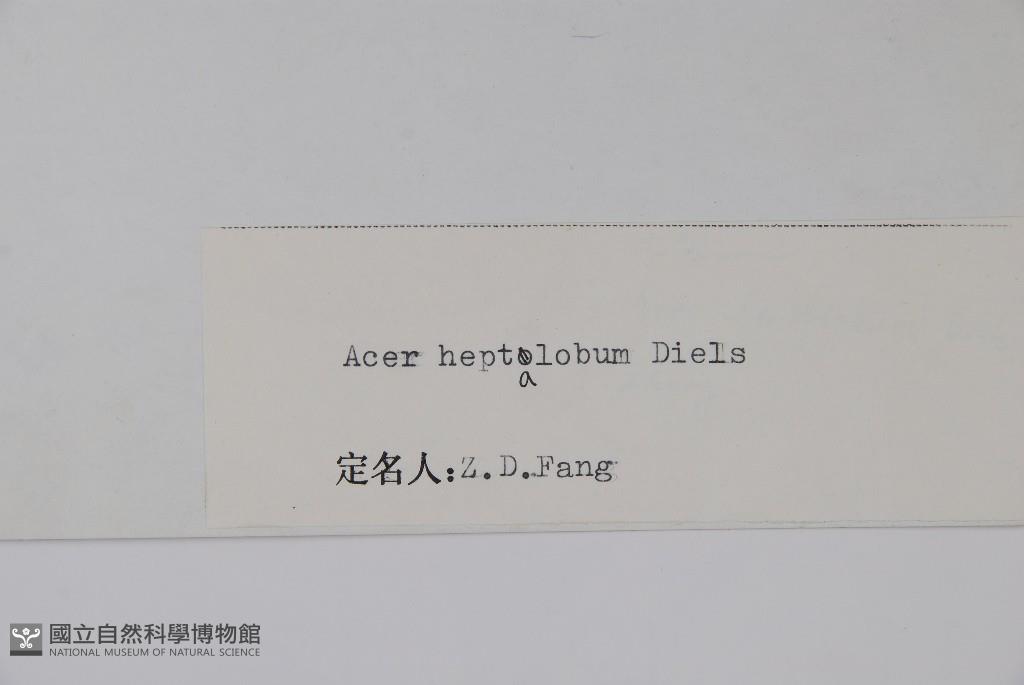 Acer heptolobum Diels
a
定名人:Z.D.Fang
國立自然科學博物館
NATIONAL MUSEUM OF NATURAL SCIENCE